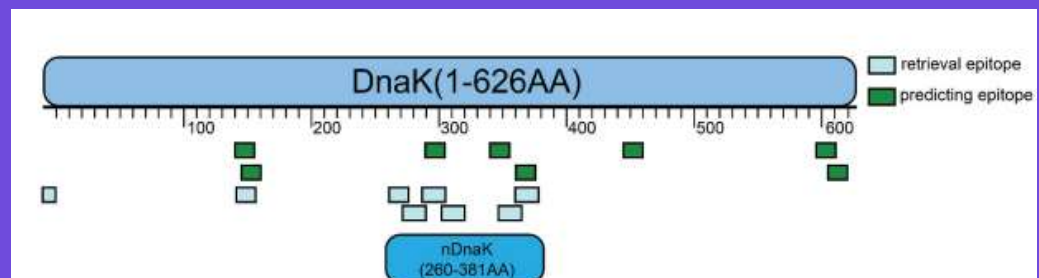 DnaK(1-626AA)
retrieval epitope
predicting epitope
100 200 300 400 500 600
nDnaK
(260-381AA)